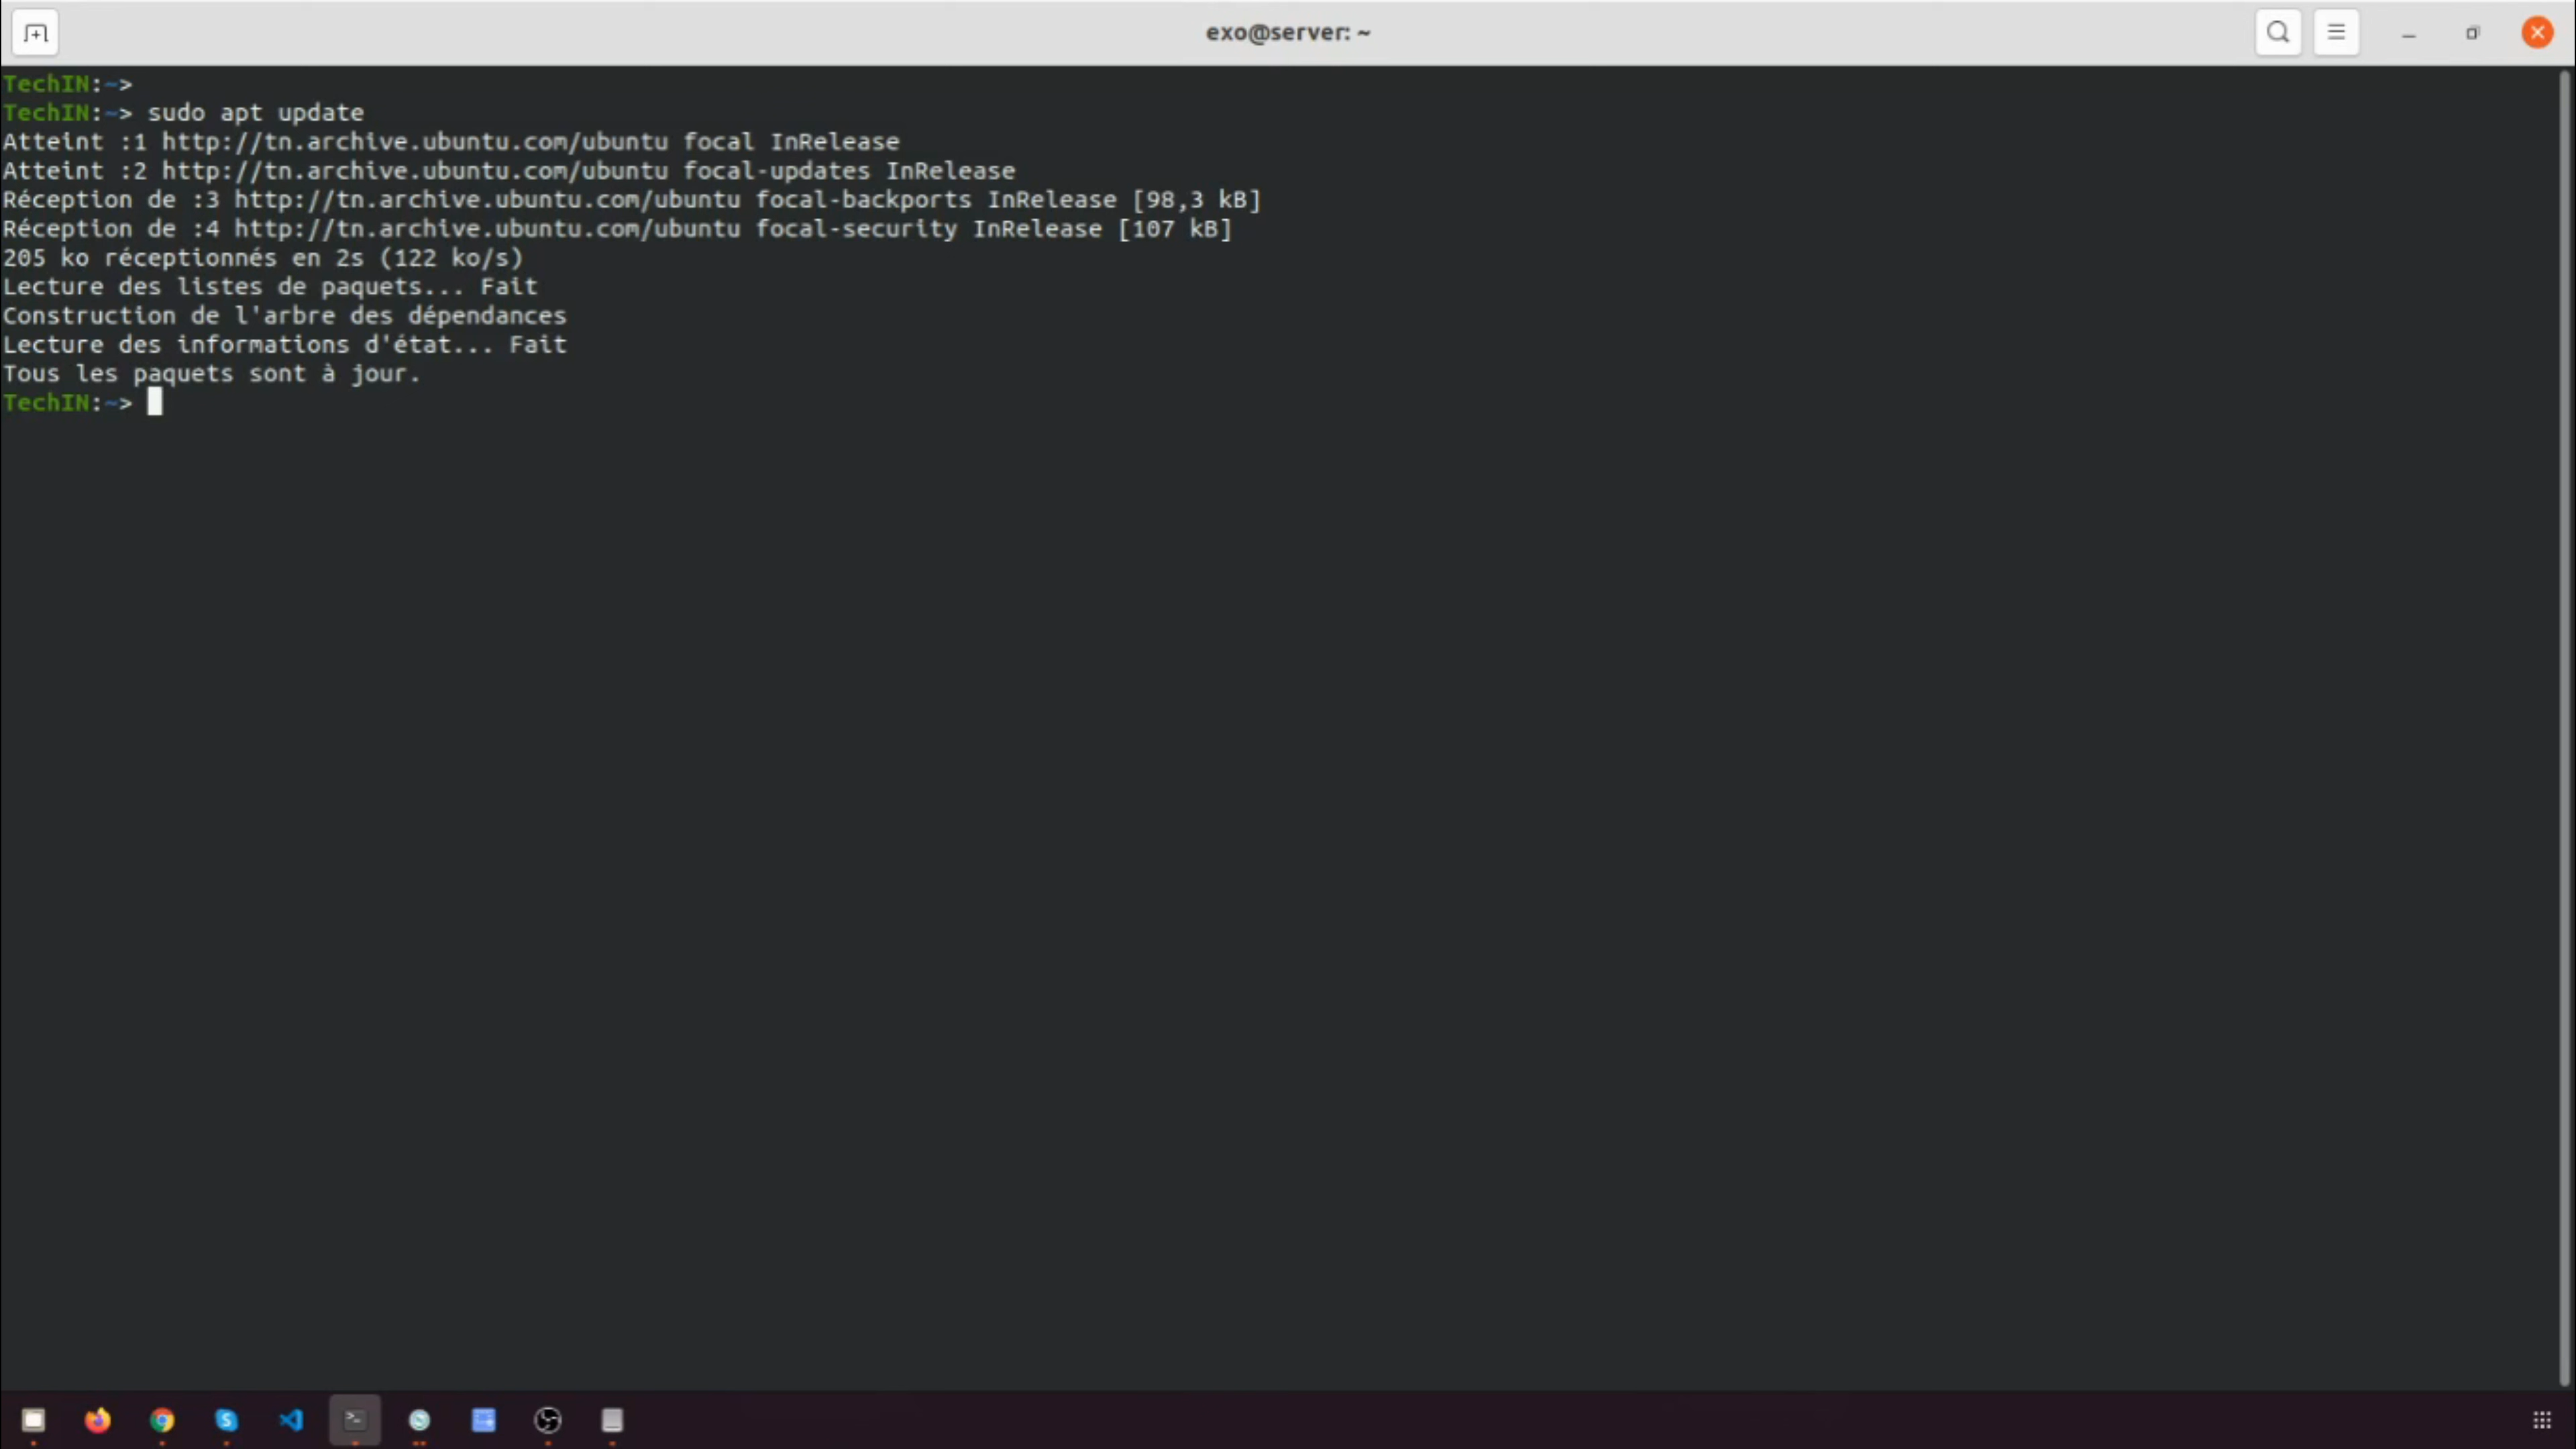 exo@server: ~
TechIN:~>
TechIN:~> sudo apt update
Atteint :1 http://tn.archive.ubuntu.com/ubuntu focal InRelease
Atteint :2 http://tn.archive.ubuntu.com/ubuntu focal-updates InRelease
Réception de :3 http://tn.archive.ubuntu.com/ubuntu focal-backports InRelease [98,3 kB]
Réception de :4 http://tn.archive.ubuntu.com/ubuntu focal-security InRelease [107 kB]
205 ko réceptionnés en 2s (122 ko/s)
Lecture des listes de paquets... Fait
Construction de l'arbre des dépendances
Lecture des informations d'état... Fait
Tous les paquets sont à jour.
TechIN:~>